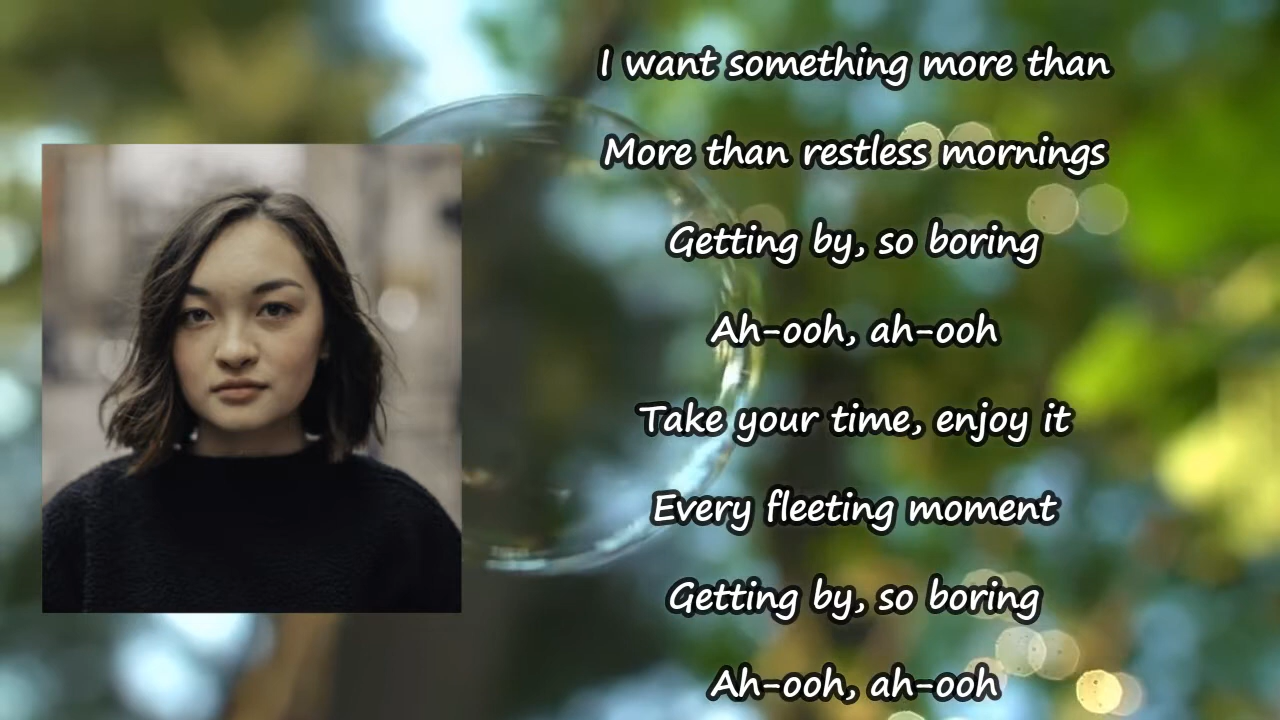 I want something more than
More than restless mornings
Getting by, so boring
Ah-ooh, ah-ooh
Take your time, enjoy it
Every fleeting moment
Getting by, so boring
Ah-ooh, ah-ooh